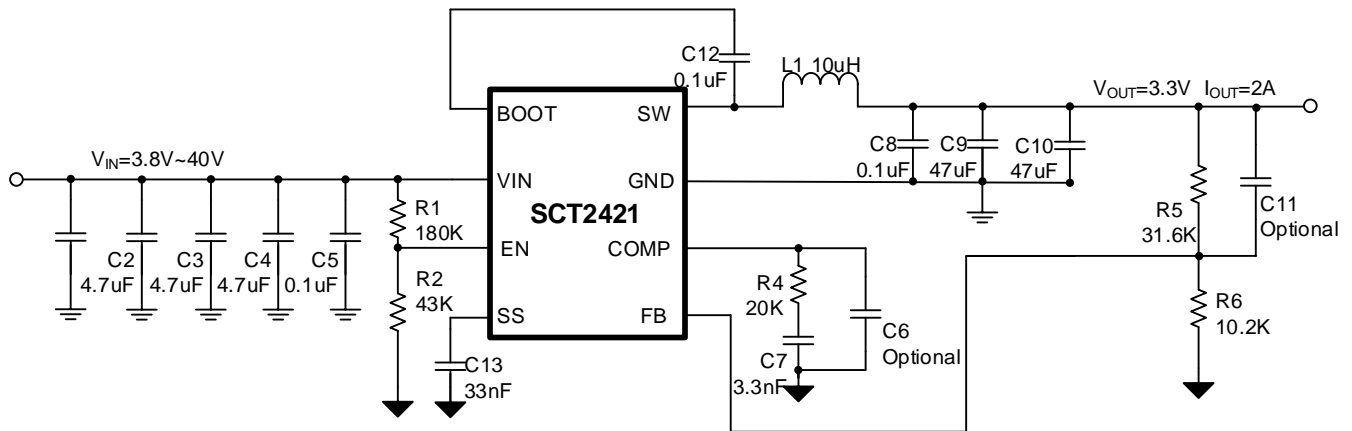 C12
0.1uF
L1 10uH
BOOT
SW
VOUT=3.3V IOUT=2A
C8
0.1uF
C9
47uF
C10
47uF
VIN=3.8V~40V
VIN
GND
SCT2421
R1
180K
R5
31.6K
C11
Optional
C2
4.7uF
C3
4.7uF
C4
4.7uF
C5
0.1uF
EN
COMP
R2
43K
R4
20K
SS
FB
R6
10.2K
C6
Optional
C13
33nF
C7
3.3nF